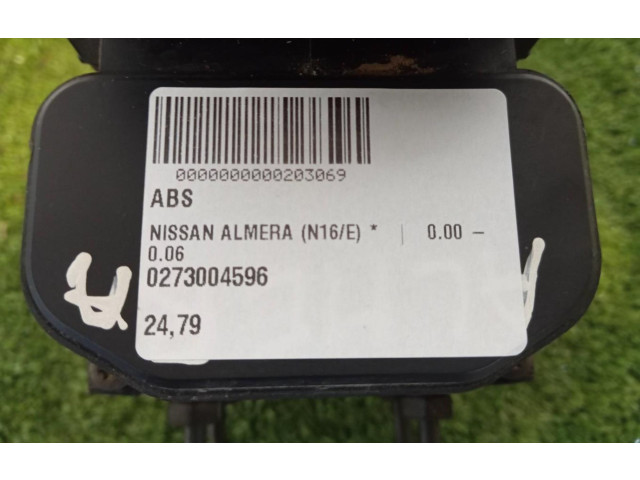 0000000000203069
ABS
NISSAN ALMERA (N16/E) * | 0.00 –
0.06
0273004596
24,79